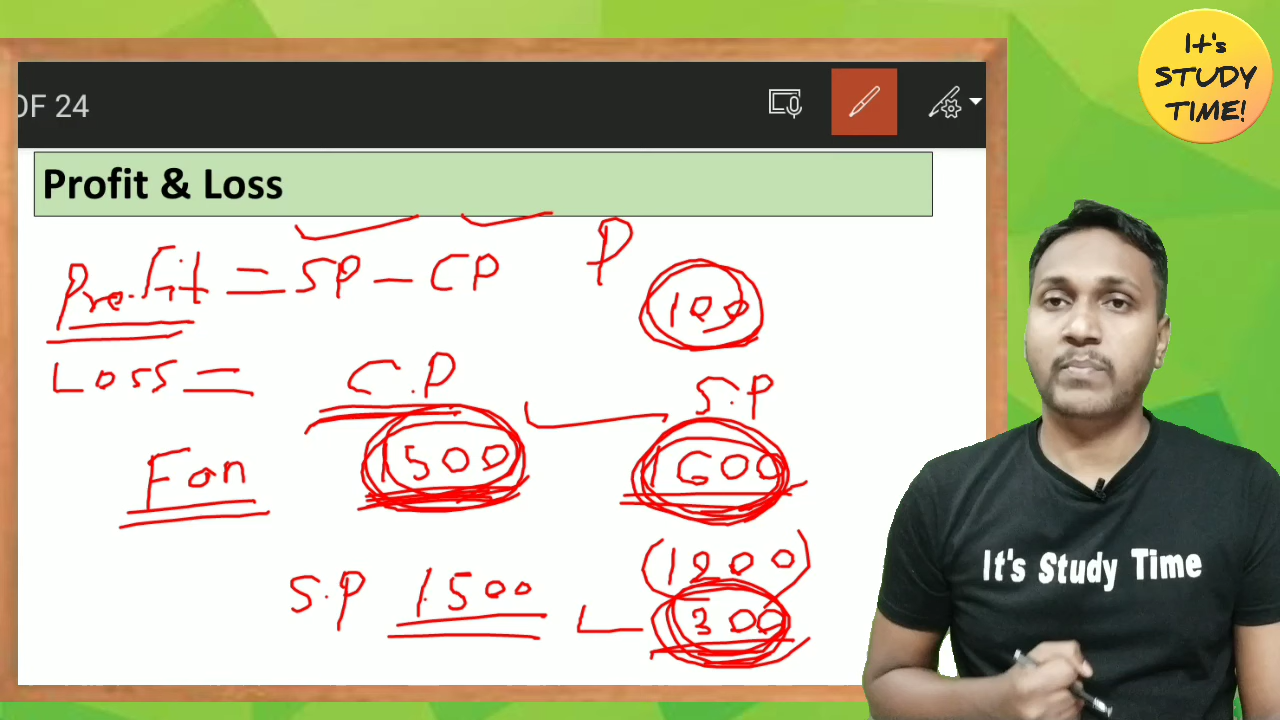 It's
STUDY
TIME!
OF 24
Profit & Loss
Profit = SP - CP P
100
Loss = C.P S.P
Fan 1500 1600
(1200)
S.P 1500 L 300
It's Study Time